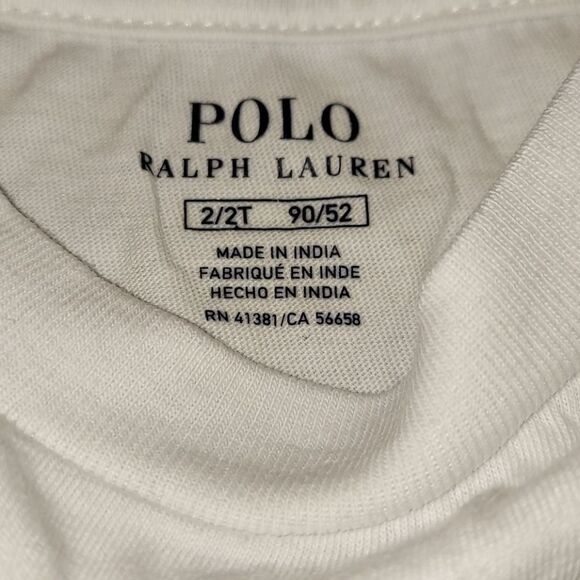 POLO
RALPH LAUREN
2/2T 90/52
MADE IN INDIA
FABRIQUÉ EN INDE
HECHO EN INDIA
RN 41381/CA 56658